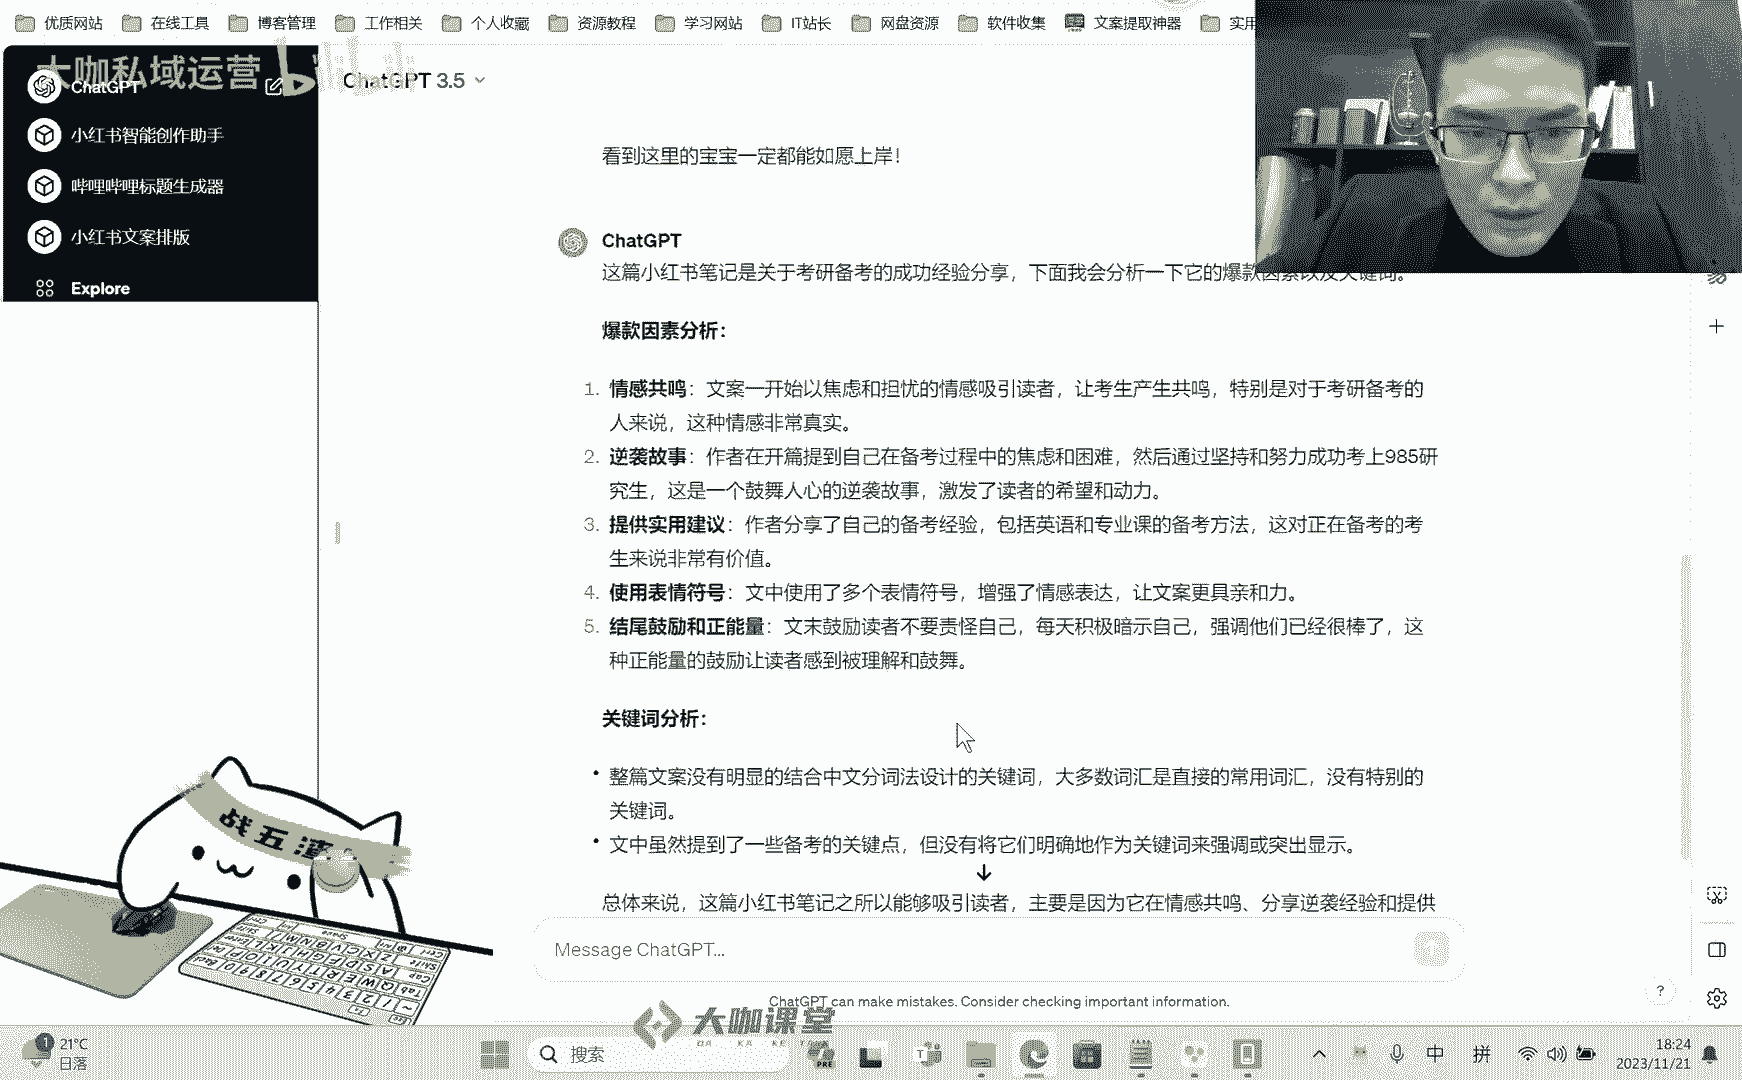 优质网站 在线工具 博客管理 工作相关 个人收藏 资源教程 学习网站 IT站长 网盘资源 软件收集 文案提取神器 实用
大咖私域运营 bilibili
ChatGPT
小红书智能创作助手
哔哩哔哩标题生成器
小红书文案排版
Explore
ChatGPT 3.5
看到这里的宝宝一定都能如愿上岸！
ChatGPT
这篇小红书笔记是关于考研备考的成功经验分享，下面我会分析一下它的爆款因素以及关键词。
爆款因素分析：
1. 情感共鸣：文案一开始以焦虑和担忧的情感吸引读者，让考生产生共鸣，特别是对于考研备考的
人来说，这种情感非常真实。
2. 逆袭故事：作者在开篇提到自己在备考过程中的焦虑和困难，然后通过坚持和努力成功考上985研
究生，这是一个鼓舞人心的逆袭故事，激发了读者的希望和动力。
3. 提供实用建议：作者分享了自己的备考经验，包括英语和专业课的备考方法，这对正在备考的考
生来说非常有价值。
4. 使用表情符号：文中使用了多个表情符号，增强了情感表达，让文案更具亲和力。
5. 结尾鼓励和正能量：文末鼓励读者不要责怪自己，每天积极暗示自己，强调他们已经很棒了，这
种正能量的鼓励让读者感到被理解和鼓舞。
关键词分析：
• 整篇文案没有明显的结合中文分词法设计的关键词，大多数词汇是直接的常用词汇，没有特别的
关键词。
• 文中虽然提到了一些备考的关键点，但没有将它们明确地作为关键词来强调或突出显示。
总体来说，这篇小红书笔记之所以能够吸引读者，主要是因为它在情感共鸣、分享逆袭经验和提供
Message ChatGPT...
ChatGPT can make mistakes. Consider checking important information.
?
战五渣
大咖课堂
DA KA KE TANG
1
21°C
日落
搜索
PRE
中 拼
18:24
2023/11/21